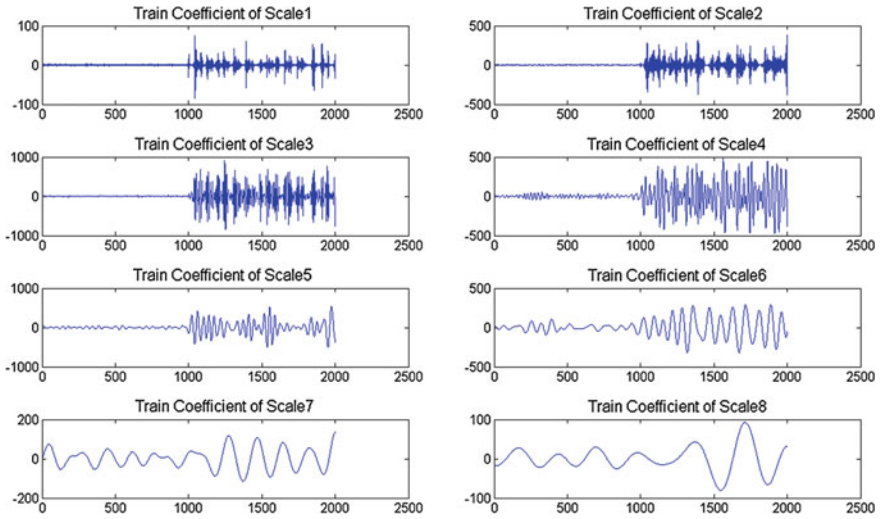 Train Coefficient of Scale1
100
0
-100
0 500 1000 1500 2000 2500
Train Coefficient of Scale2
500
0
-500
0 500 1000 1500 2000 2500
Train Coefficient of Scale3
1000
0
-1000
0 500 1000 1500 2000 2500
Train Coefficient of Scale4
500
0
-500
0 500 1000 1500 2000 2500
Train Coefficient of Scale5
1000
0
-1000
0 500 1000 1500 2000 2500
Train Coefficient of Scale6
500
0
-500
0 500 1000 1500 2000 2500
Train Coefficient of Scale7
200
0
-200
0 500 1000 1500 2000 2500
Train Coefficient of Scale8
100
0
-100
0 500 1000 1500 2000 2500